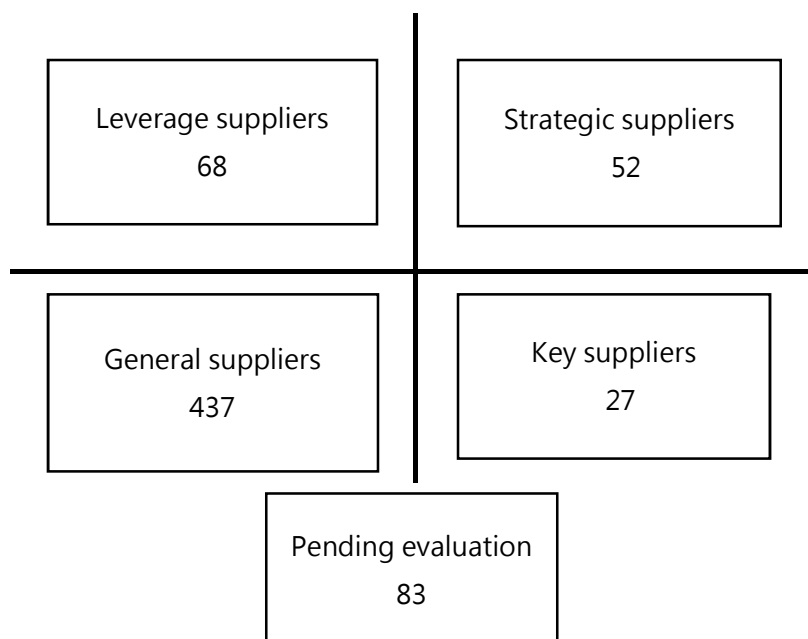 Leverage suppliers
68
Strategic suppliers
52
General suppliers
437
Key suppliers
27
Pending evaluation
83